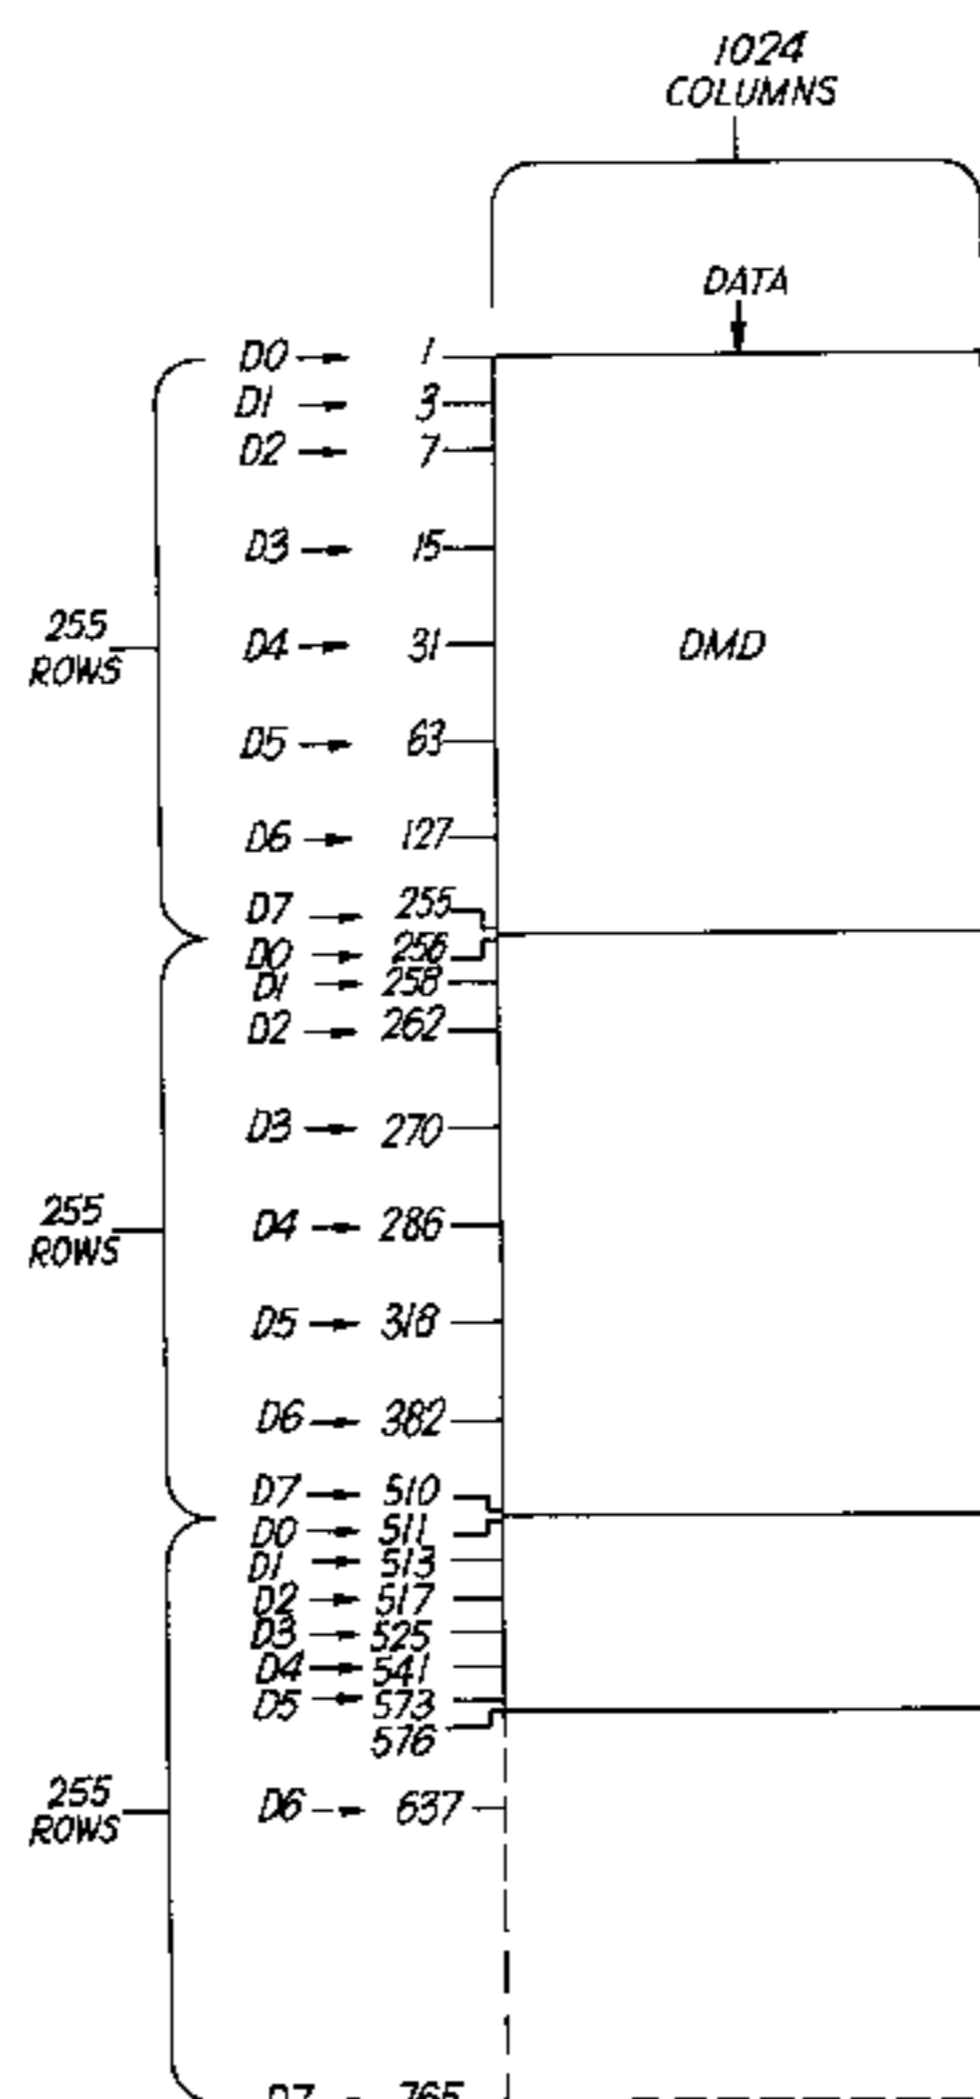 1024
COLUMNS
DATA
D0 → 1
D1 → 3
D2 → 7
D3 → 15
255
ROWS
D4 → 31
DMD
D5 → 63
D6 → 127
D7 → 255
D0 → 256
D1 → 258
D2 → 262
D3 → 270
255
ROWS
D4 → 286
D5 → 318
D6 → 382
D7 → 510
D0 → 511
D1 → 513
D2 → 517
D3 → 525
D4 → 541
D5 → 573
576
255
ROWS
D6 → 637
D7 → 765